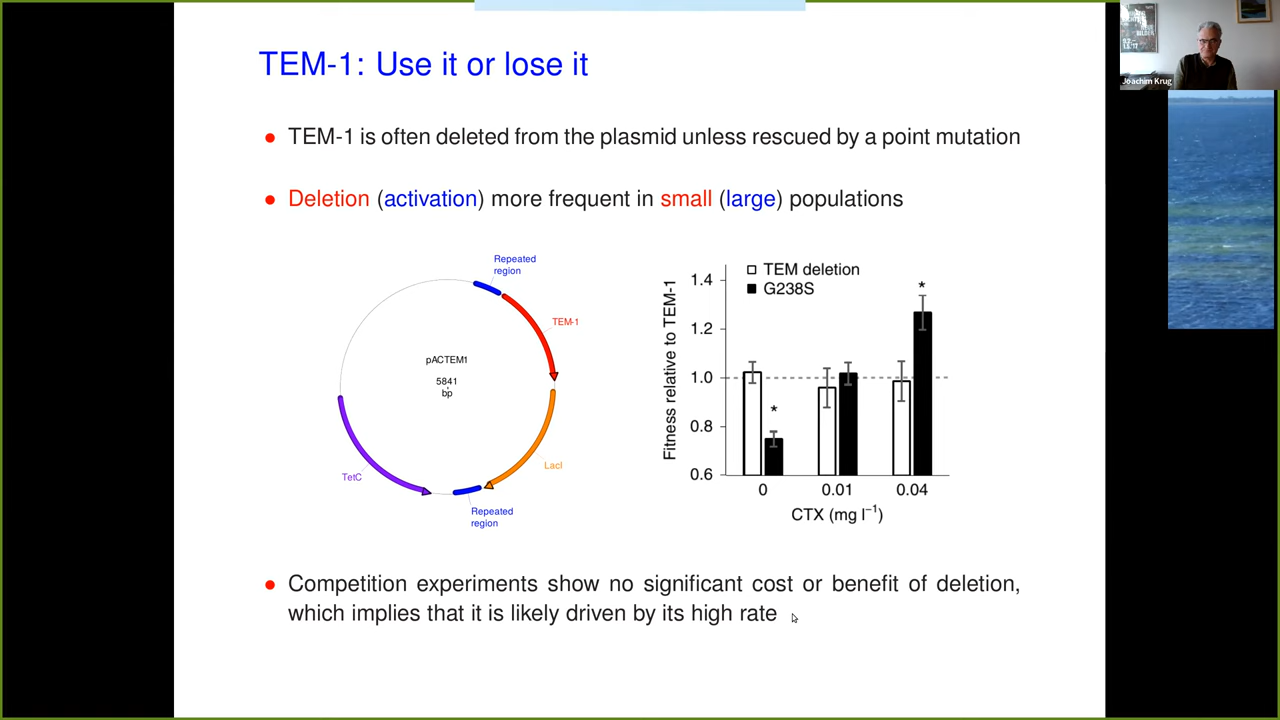 TEM-1: Use it or lose it
TEM-1 is often deleted from the plasmid unless rescued by a point mutation
Deletion (activation) more frequent in small (large) populations
Repeated
region
TEM-1
pACTEM1
5841
bp
LacI
TetC
Repeated
region
TEM deletion
G238S
Fitness relative to TEM-1
1.4
1.2
1.0
0.8
0.6
*
*
0 0.01 0.04
CTX (mg l⁻¹)
Competition experiments show no significant cost or benefit of deletion,
which implies that it is likely driven by its high rate
Joachim Krug